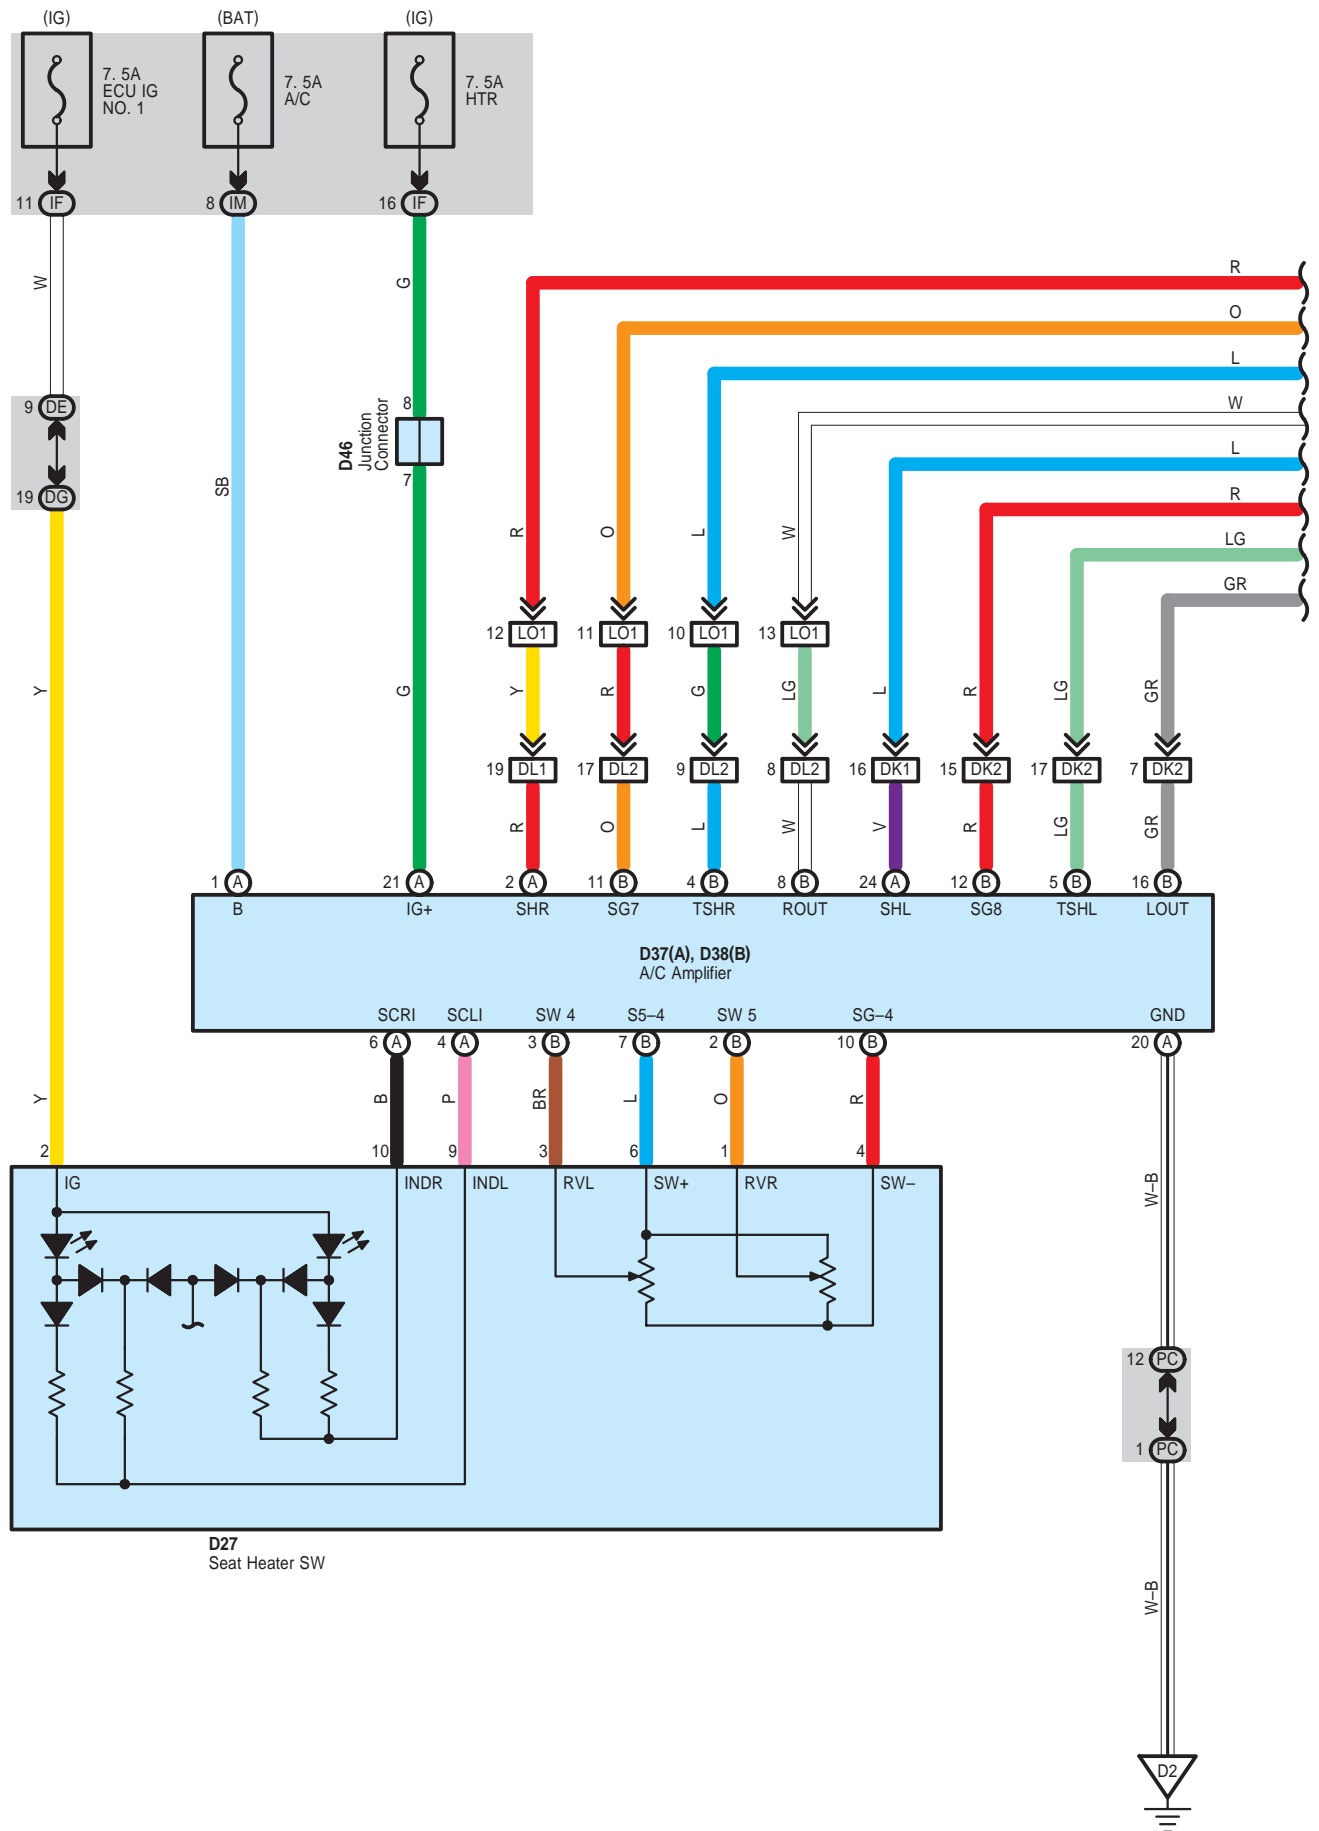 (IG)
(BAT)
(IG)
7. 5A
ECU IG
NO. 1
7. 5A
A/C
7. 5A
HTR
11 IF
8 IM
16 IF
W
G
R
O
L
W
L
R
LG
GR
9 DE
19 DG
8
D46
Junction
Connector
7
SB
R
O
L
W
12 LO1
11 LO1
10 LO1
13 LO1
Y
G
Y
R
G
LG
L
R
LG
GR
19 DL1
17 DL2
9 DL2
8 DL2
16 DK1
15 DK2
17 DK2
7 DK2
R
O
L
W
V
R
LG
GR
1 A
21 A
2 A
11 B
4 B
8 B
24 A
12 B
5 B
16 B
B
IG+
SHR
SG7
TSHR
ROUT
SHL
SG8
TSHL
LOUT
D37(A), D38(B)
A/C Amplifier
SCRI
SCLI
SW 4
S5–4
SW 5
SG–4
GND
6 A
4 A
3 B
7 B
2 B
10 B
20 A
Y
B
P
BR
L
O
R
2
10
9
3
6
1
4
IG
INDR
INDL
RVL
SW+
RVR
SW–
W–B
12 PC
1 PC
D27
Seat Heater SW
W–B
D2